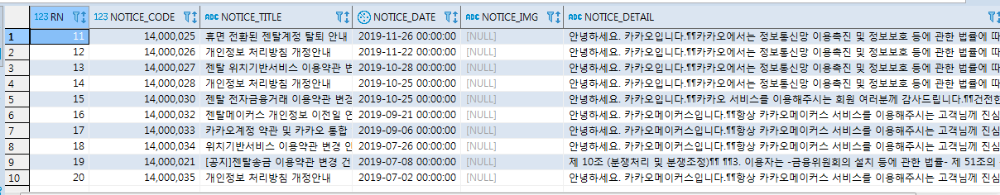 123 RN ABC NOTICE_CODE ABC NOTICE_TITLE NOTICE_DATE ABC NOTICE_IMG ABC NOTICE_DETAIL
1 11 14,000,025 휴면 전환된 젠탈계정 탈퇴 안내 2019-11-26 00:00:00 [NULL] 안녕하세요. 카카오입니다.¶¶카카오에서는 정보통신망 이용촉진 및 정보보호 등에 관한 법률에 따
2 12 14,000,026 개인정보 처리방침 개정안내 2019-11-22 00:00:00 [NULL] 안녕하세요. 카카오입니다.¶¶카카오에서는 정보통신망 이용촉진 및 정보보호 등에 관한 법률에 따
3 13 14,000,027 젠탈 위치기반서비스 이용약관 변 2019-10-28 00:00:00 [NULL] 안녕하세요. 카카오입니다.¶¶카카오에서는 정보통신망 이용촉진 및 정보보호 등에 관한 법률에 따
4 14 14,000,028 개인정보 처리방침 개정안내 2019-10-25 00:00:00 [NULL] 안녕하세요. 카카오입니다.¶¶카카오에서는 정보통신망 이용촉진 및 정보보호 등에 관한 법률에 따
5 15 14,000,030 젠탈 전자금융거래 이용약관 변경 2019-10-25 00:00:00 [NULL] 안녕하세요. 카카오입니다.¶¶카카오 서비스를 이용해주시는 회원 여러분께 감사드립니다.¶¶건전한
6 16 14,000,032 젠탈메이커스 개인정보 이전일 연 2019-09-21 00:00:00 [NULL] 안녕하세요. 카카오메이커스입니다.¶¶항상 카카오메이커스 서비스를 이용해주시는 고객님께 진심
7 17 14,000,033 카카오계정 약관 및 카카오 통합 2019-09-06 00:00:00 [NULL] 안녕하세요. 카카오메이커스입니다.¶¶항상 카카오메이커스 서비스를 이용해주시는 고객님께 진심
8 18 14,000,034 위치기반서비스 이용약관 변경 안 2019-07-26 00:00:00 [NULL] 안녕하세요. 카카오메이커스입니다.¶¶항상 카카오메이커스 서비스를 이용해주시는 고객님께 진심
9 19 14,000,021 [공지]젠탈송금 이용약관 변경 건 2019-07-08 00:00:00 [NULL] 제 10조 (분쟁처리 및 분쟁조정)¶¶ ¶¶3. 이용자는 -금융위원회의 설치 등에 관한 법률- 제 51조의
10 20 14,000,035 개인정보 처리방침 개정안내 2019-07-02 00:00:00 [NULL] 안녕하세요. 카카오메이커스입니다.¶¶항상 카카오메이커스 서비스를 이용해주시는 고객님께 진심